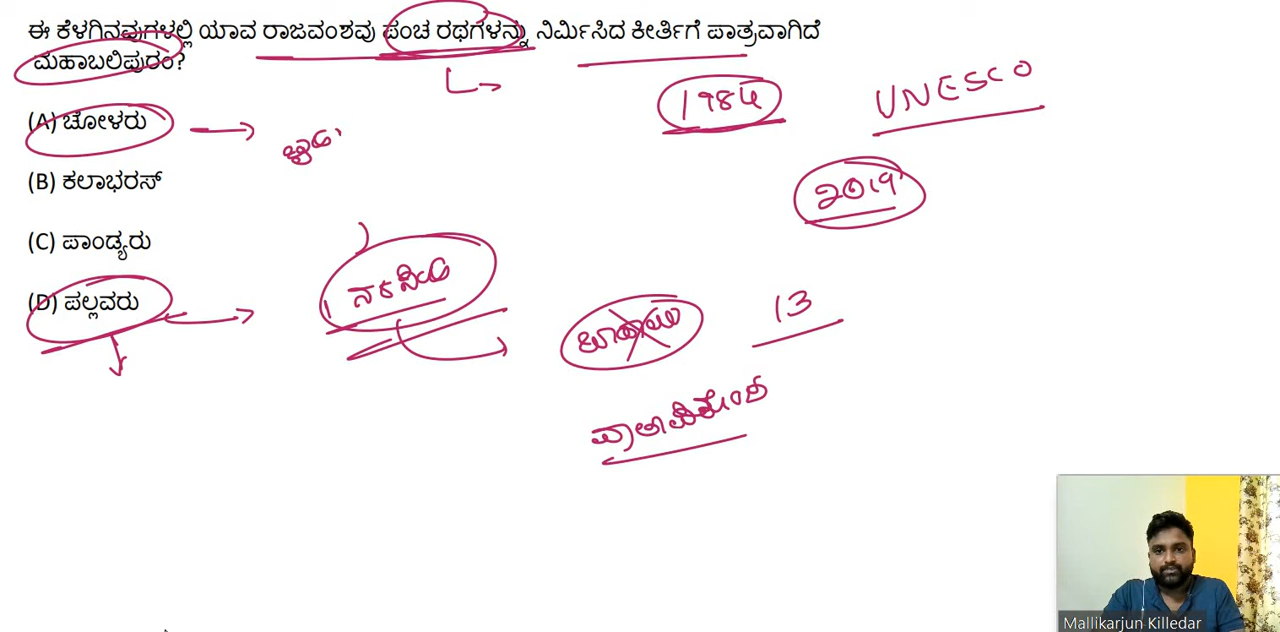 ಈ ಕೆಳಗಿನವುಗಳಲ್ಲಿ ಯಾವ ರಾಜವಂಶವು ಪಂಚ ರಥಗಳನ್ನು ನಿರ್ಮಿಸಿದ ಕೀರ್ತಿಗೆ ಪಾತ್ರವಾಗಿದೆ
ಮಹಾಬಲಿಪುರಂ?
1984 UNESCO
(A) ಚೋಳರು
(B) ಕಲಾಭರಸ್
2019
(C) ಪಾಂಡ್ಯರು
(D) ಪಲ್ಲವರು
13
Mallikarjun Killedar